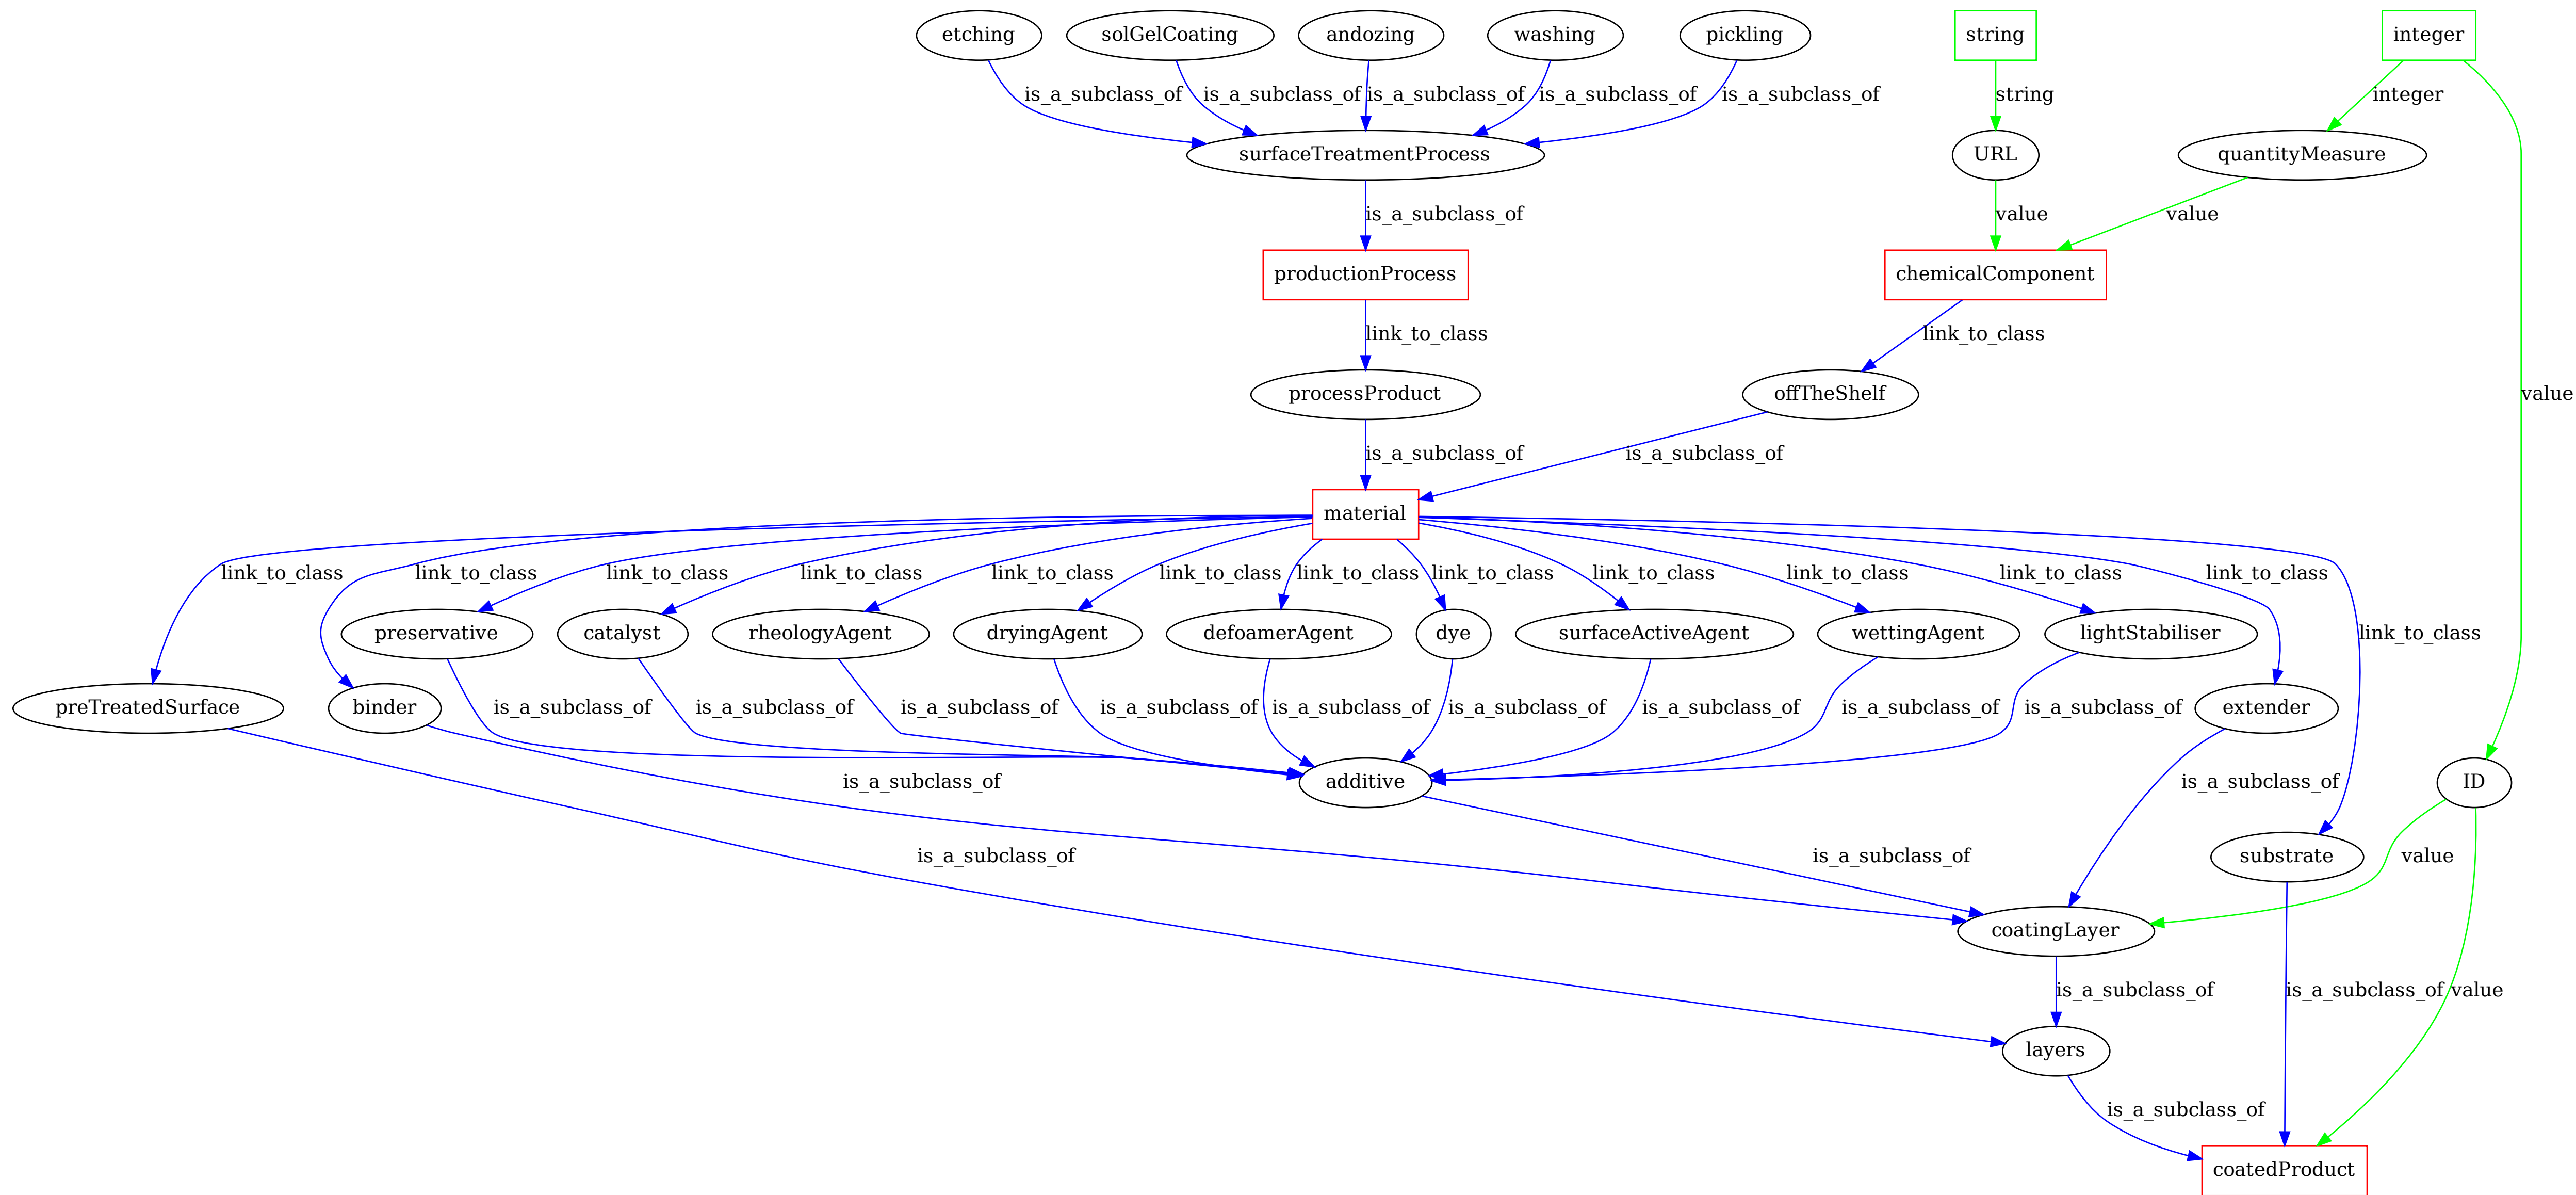 etching
solGelCoating
andozing
washing
pickling
string
integer
is_a_subclass_of
is_a_subclass_of
is_a_subclass_of
is_a_subclass_of
is_a_subclass_of
string
integer
surfaceTreatmentProcess
URL
quantityMeasure
is_a_subclass_of
value
value
productionProcess
chemicalComponent
link_to_class
link_to_class
processProduct
offTheShelf
value
is_a_subclass_of
is_a_subclass_of
material
link_to_class
link_to_class
link_to_class
link_to_class
link_to_class
link_to_class
link_to_class
link_to_class
link_to_class
link_to_class
link_to_class
link_to_class
preservative
catalyst
rheologyAgent
dryingAgent
defoamerAgent
dye
surfaceActiveAgent
wettingAgent
lightStabiliser
link_to_class
preTreatedSurface
binder
is_a_subclass_of
is_a_subclass_of
is_a_subclass_of
is_a_subclass_of
is_a_subclass_of
is_a_subclass_of
is_a_subclass_of
is_a_subclass_of
is_a_subclass_of
extender
is_a_subclass_of
additive
is_a_subclass_of
ID
is_a_subclass_of
is_a_subclass_of
substrate
value
coatingLayer
is_a_subclass_of
is_a_subclass_of
value
layers
is_a_subclass_of
coatedProduct